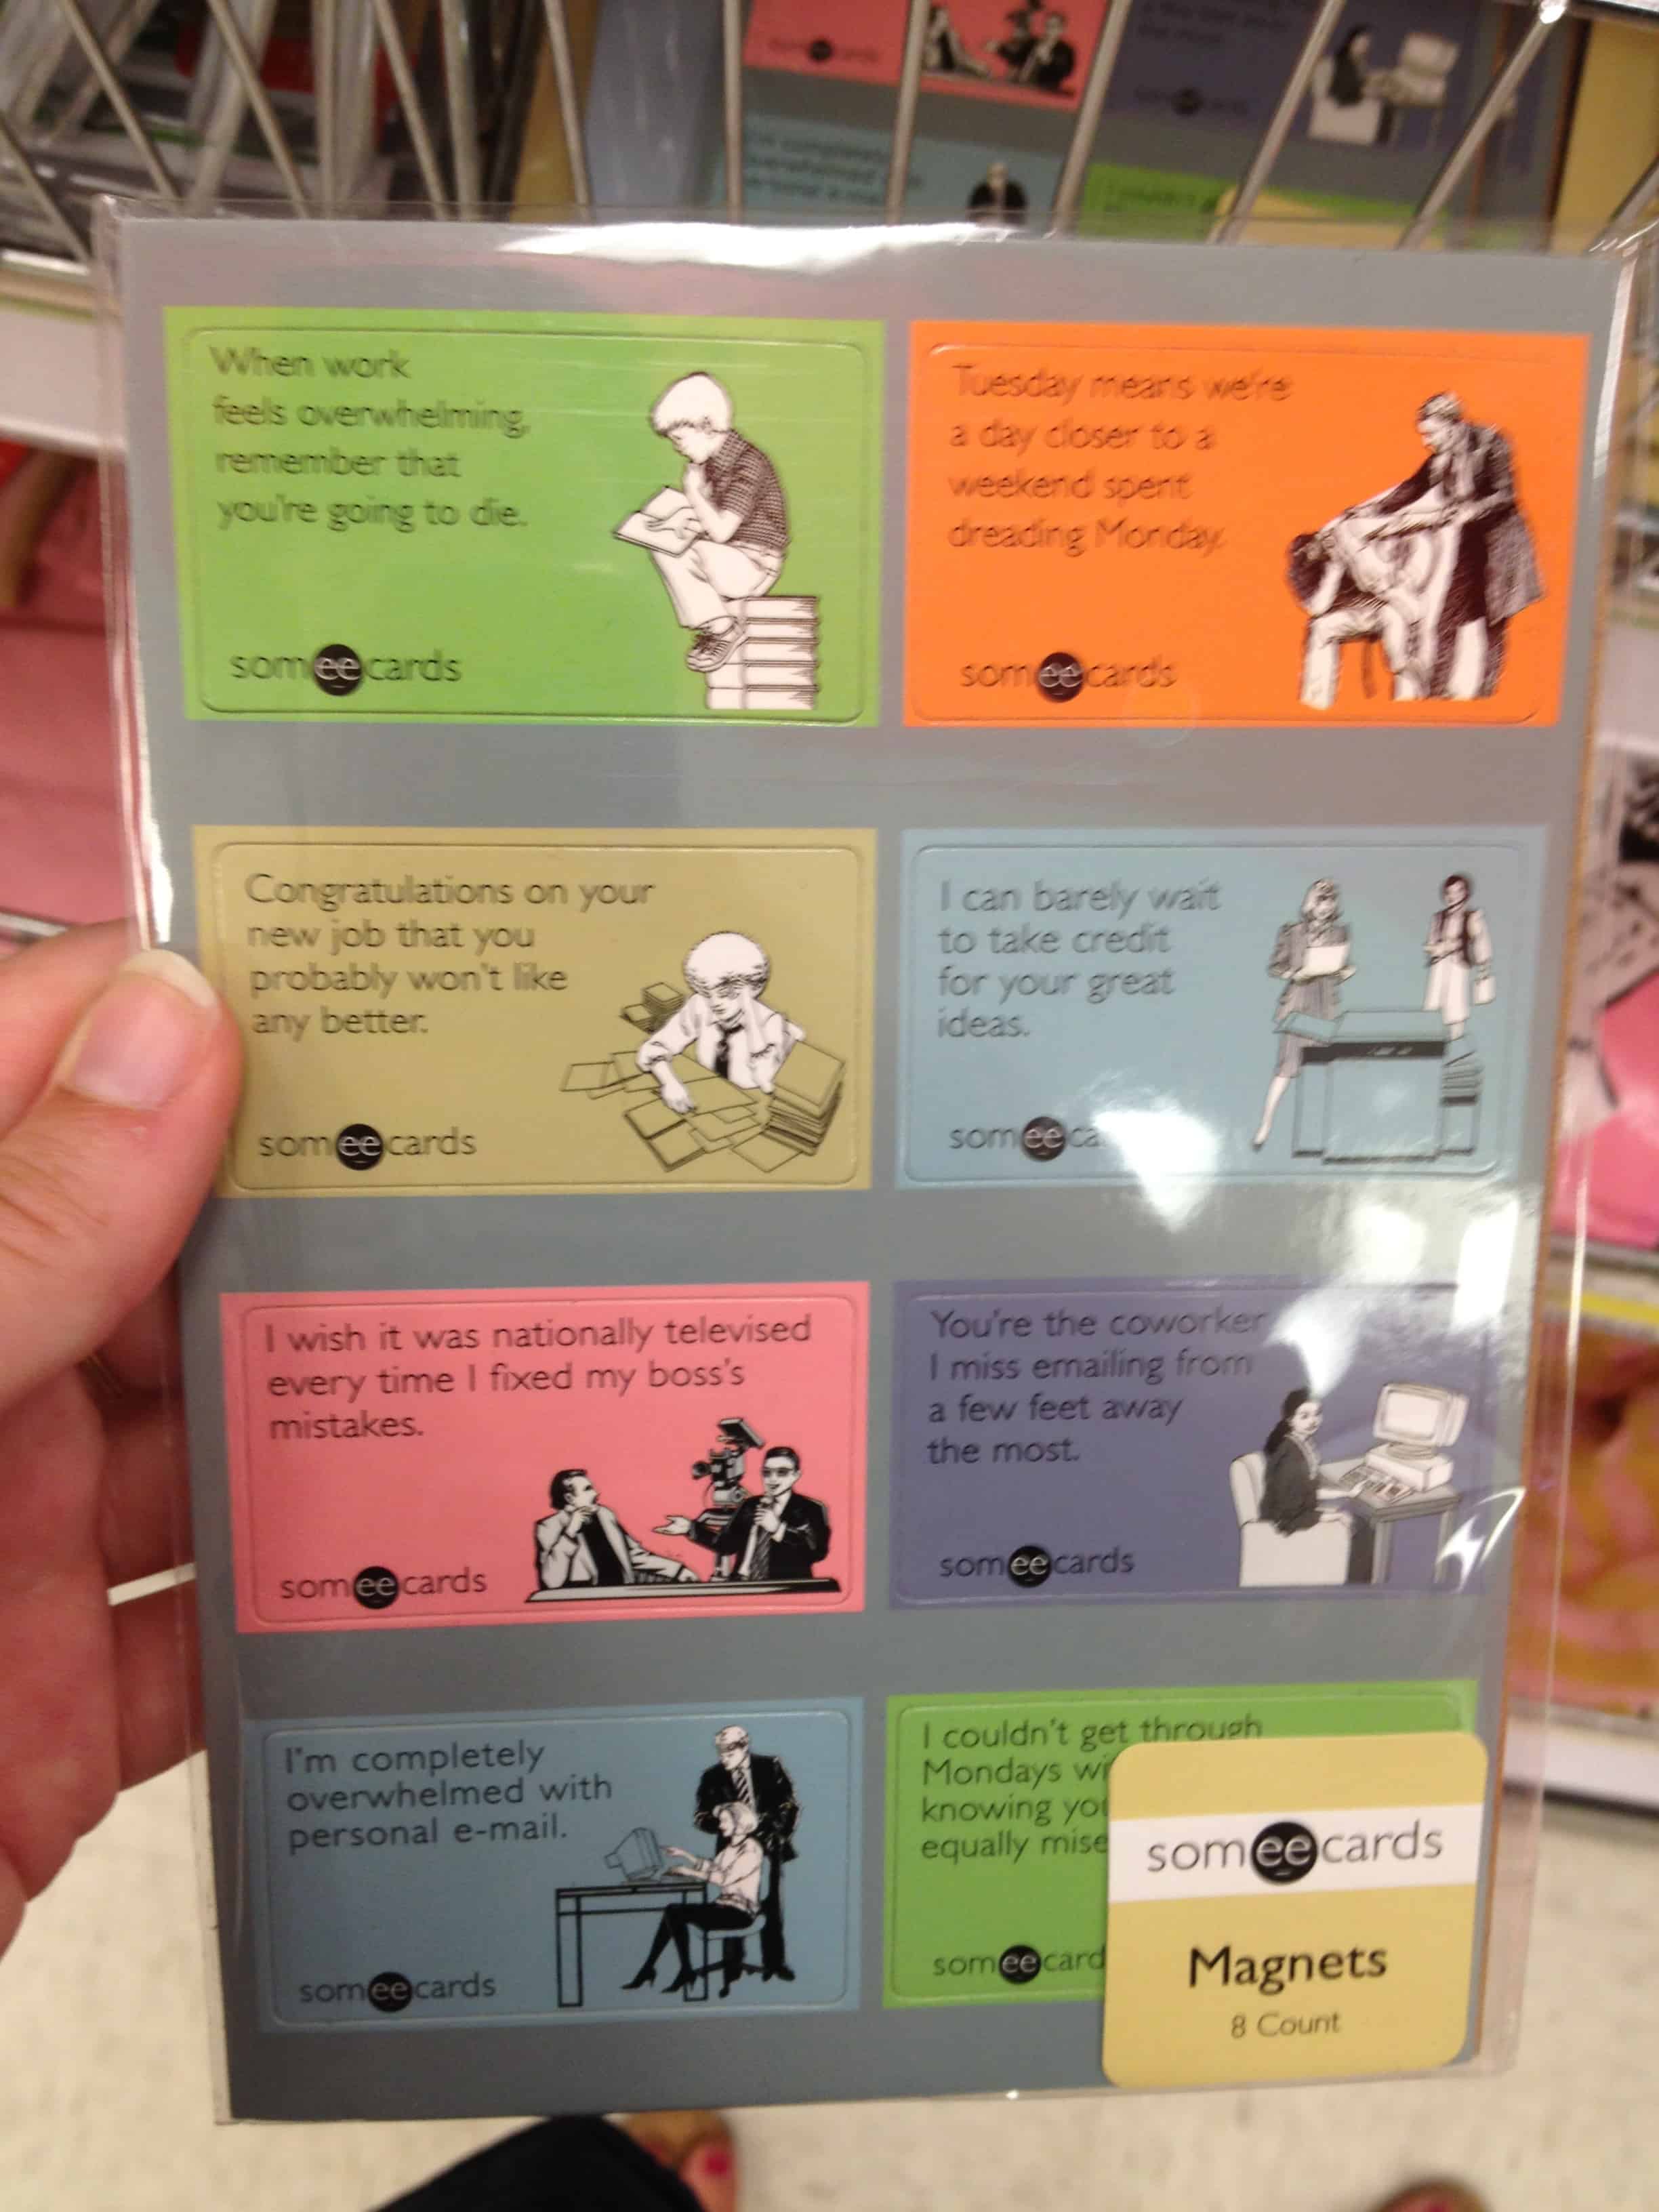 When work
feels overwhelming,
remember that
you're going to die.
someecards
Tuesday means we're
a day closer to a
weekend spent
dreading Monday.
someecards
Congratulations on your
new job that you
probably won't like
any better.
someecards
I can barely wait
to take credit
for your great
ideas.
someeca
I wish it was nationally televised
every time I fixed my boss's
mistakes.
someecards
You're the coworker
I miss emailing from
a few feet away
the most.
someecards
I'm completely
overwhelmed with
personal e-mail.
someecards
I couldn't get through
Mondays
knowing
equally
someecard
someecards
Magnets
8 Count